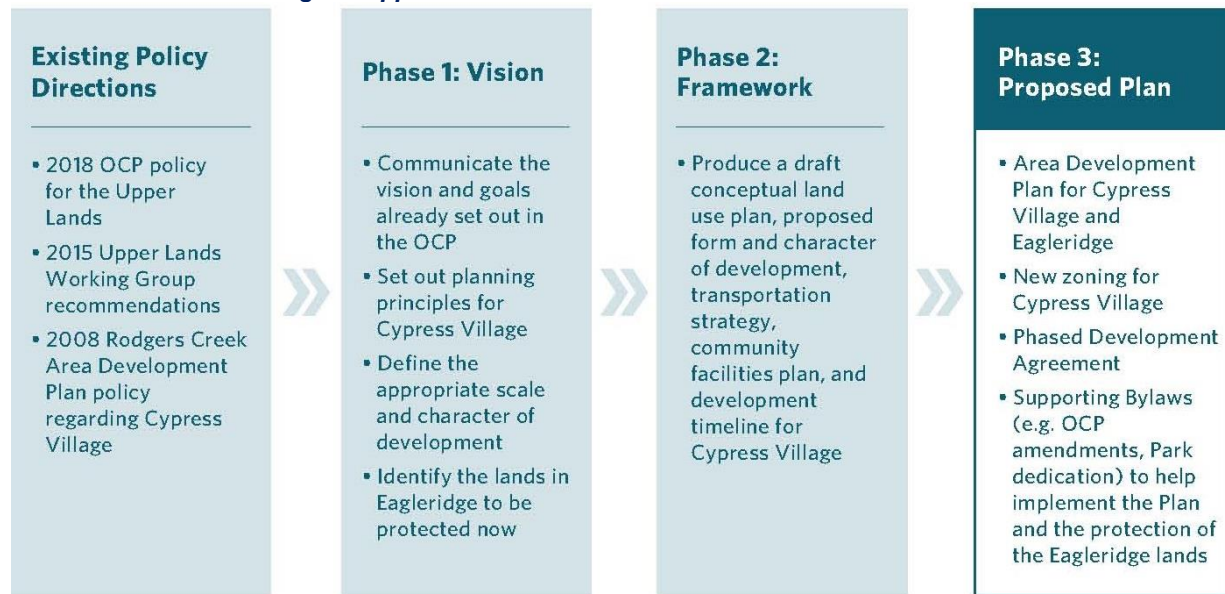 Existing Policy
Directions
• 2018 OCP policy
for the Upper
Lands
• 2015 Upper Lands
Working Group
recommendations
• 2008 Rodgers Creek
Area Development
Plan policy
regarding Cypress
Village
Phase 1: Vision
• Communicate the
vision and goals
already set out in
the OCP
• Set out planning
principles for
Cypress Village
• Define the
appropriate scale
and character of
development
• Identify the lands in
Eagleridge to be
protected now
Phase 2:
Framework
• Produce a draft
conceptual land
use plan, proposed
form and character
of development,
transportation
strategy,
community
facilities plan, and
development
timeline for
Cypress Village
Phase 3:
Proposed Plan
• Area Development
Plan for Cypress
Village and
Eagleridge
• New zoning for
Cypress Village
• Phased Development
Agreement
• Supporting Bylaws
(e.g. OCP
amendments, Park
dedication) to help
implement the Plan
and the protection of
the Eagleridge lands